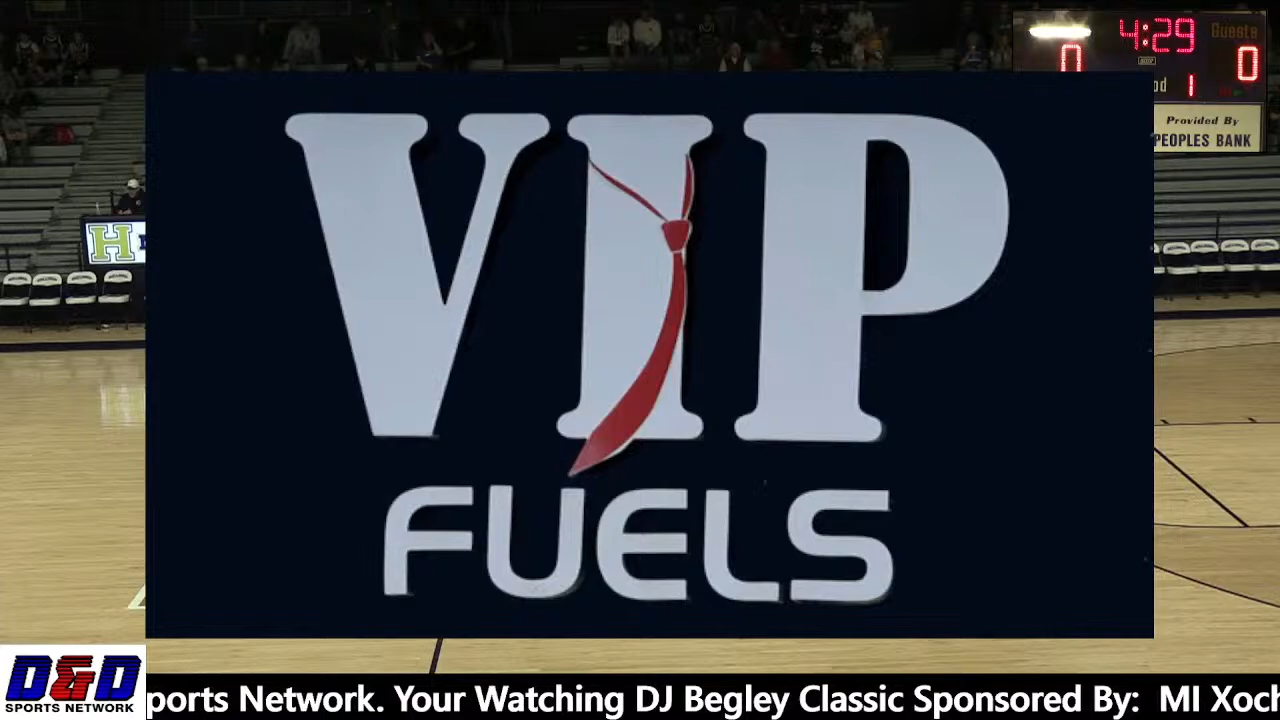 4:29
Guests
0
0
od
1
Provided By
PEOPLES BANK
VIP
FUELS
H
D&D
SPORTS NETWORK
ports Network. Your Watching DJ Begley Classic Sponsored By: MI Xoch